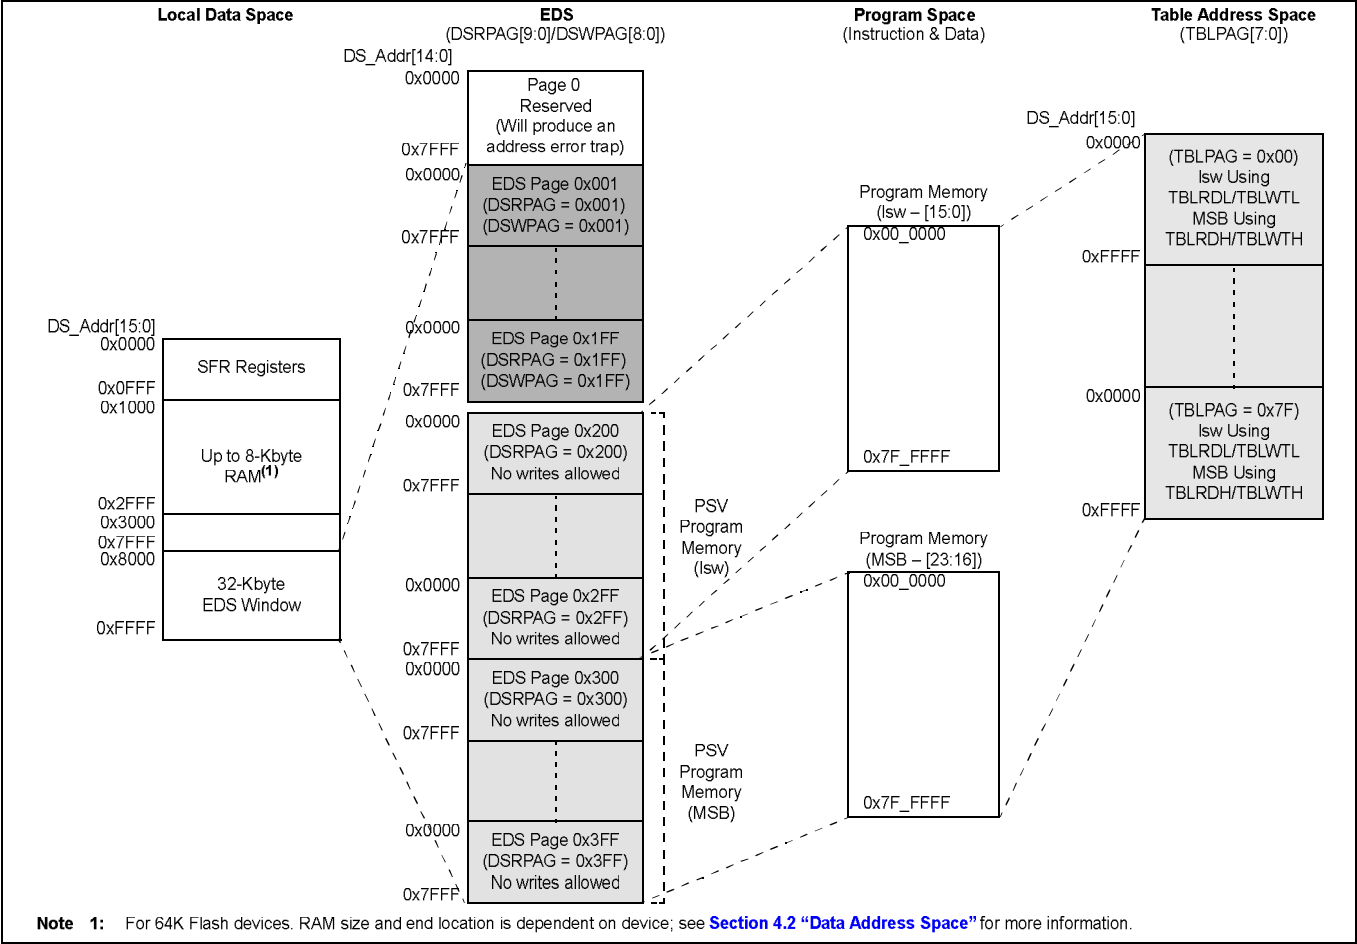 Local Data Space
DS_Addr[15:0]
0x0000
SFR Registers
0x0FFF
0x1000
Up to 8-Kbyte
RAM(1)
0x2FFF
0x3000
0x7FFF
0x8000
32-Kbyte
EDS Window
0xFFFF
EDS
(DSRPAG[9:0]/DSWPAG[8:0])
DS_Addr[14:0]
0x0000
Page 0
Reserved
(Will produce an
address error trap)
0x7FFF
0x0000
EDS Page 0x001
(DSRPAG = 0x001)
(DSWPAG = 0x001)
0x7FFF
0x0000
EDS Page 0x1FF
(DSRPAG = 0x1FF)
(DSWPAG = 0x1FF)
0x7FFF
0x0000
EDS Page 0x200
(DSRPAG = 0x200)
No writes allowed
0x7FFF
0x0000
EDS Page 0x2FF
(DSRPAG = 0x2FF)
No writes allowed
0x7FFF
0x0000
EDS Page 0x300
(DSRPAG = 0x300)
No writes allowed
0x7FFF
0x0000
EDS Page 0x3FF
(DSRPAG = 0x3FF)
No writes allowed
0x7FFF
PSV
Program
Memory
(lsw)
PSV
Program
Memory
(MSB)
Program Space
(Instruction & Data)
Program Memory
(lsw – [15:0])
0x00_0000
0x7F_FFFF
Program Memory
(MSB – [23:16])
0x00_0000
0x7F_FFFF
Table Address Space
(TBLPAG[7:0])
DS_Addr[15:0]
0x0000
(TBLPAG = 0x00)
lsw Using
TBLRDL/TBLWTL
MSB Using
TBLRDH/TBLWTH
0xFFFF
0x0000
(TBLPAG = 0x7F)
lsw Using
TBLRDL/TBLWTL
MSB Using
TBLRDH/TBLWTH
0xFFFF
Note 1: For 64K Flash devices. RAM size and end location is dependent on device; see Section 4.2 “Data Address Space” for more information.